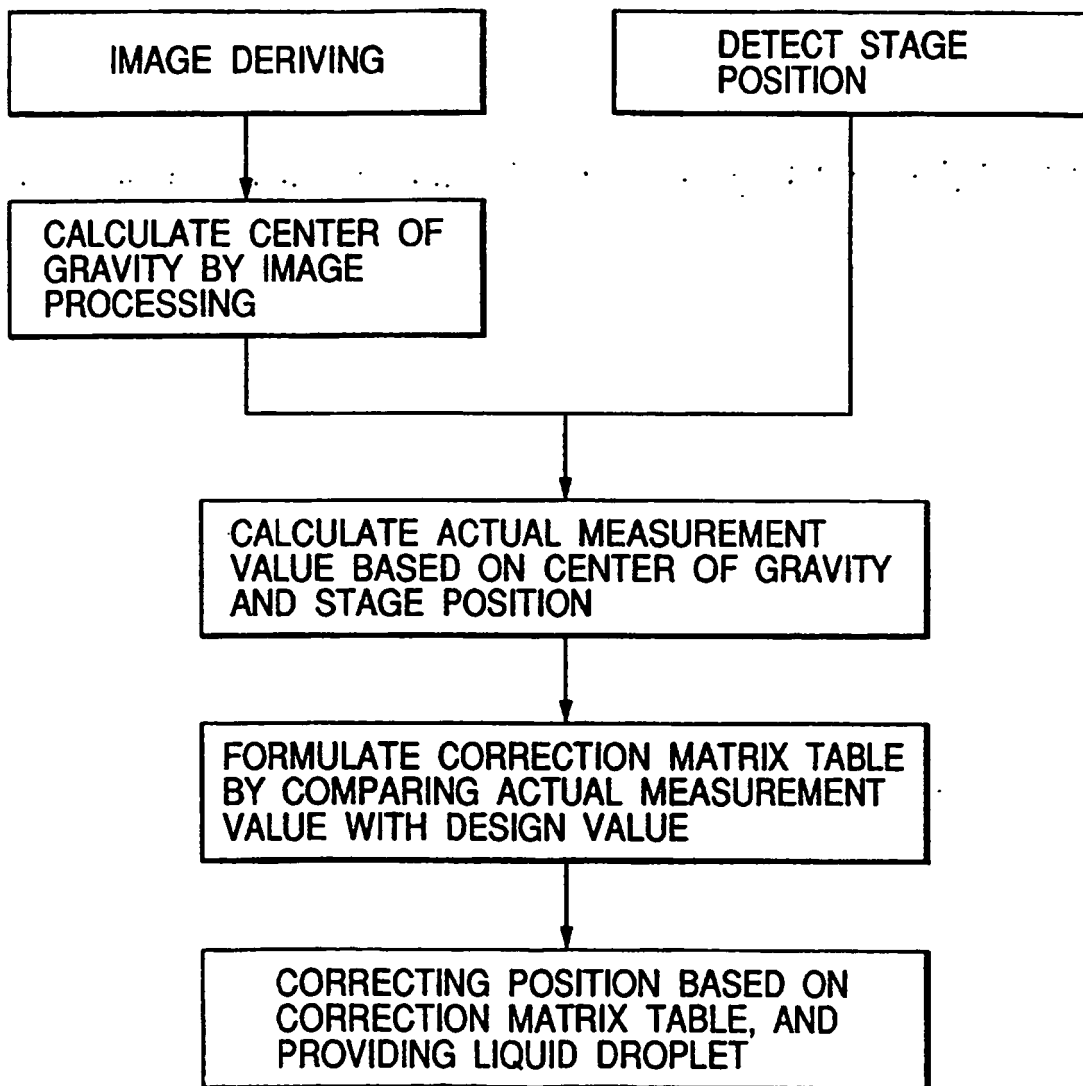 IMAGE DERIVING
DETECT STAGE
POSITION
CALCULATE CENTER OF
GRAVITY BY IMAGE
PROCESSING
CALCULATE ACTUAL MEASUREMENT
VALUE BASED ON CENTER OF GRAVITY
AND STAGE POSITION
FORMULATE CORRECTION MATRIX TABLE
BY COMPARING ACTUAL MEASUREMENT
VALUE WITH DESIGN VALUE
CORRECTING POSITION BASED ON
CORRECTION MATRIX TABLE, AND
PROVIDING LIQUID DROPLET